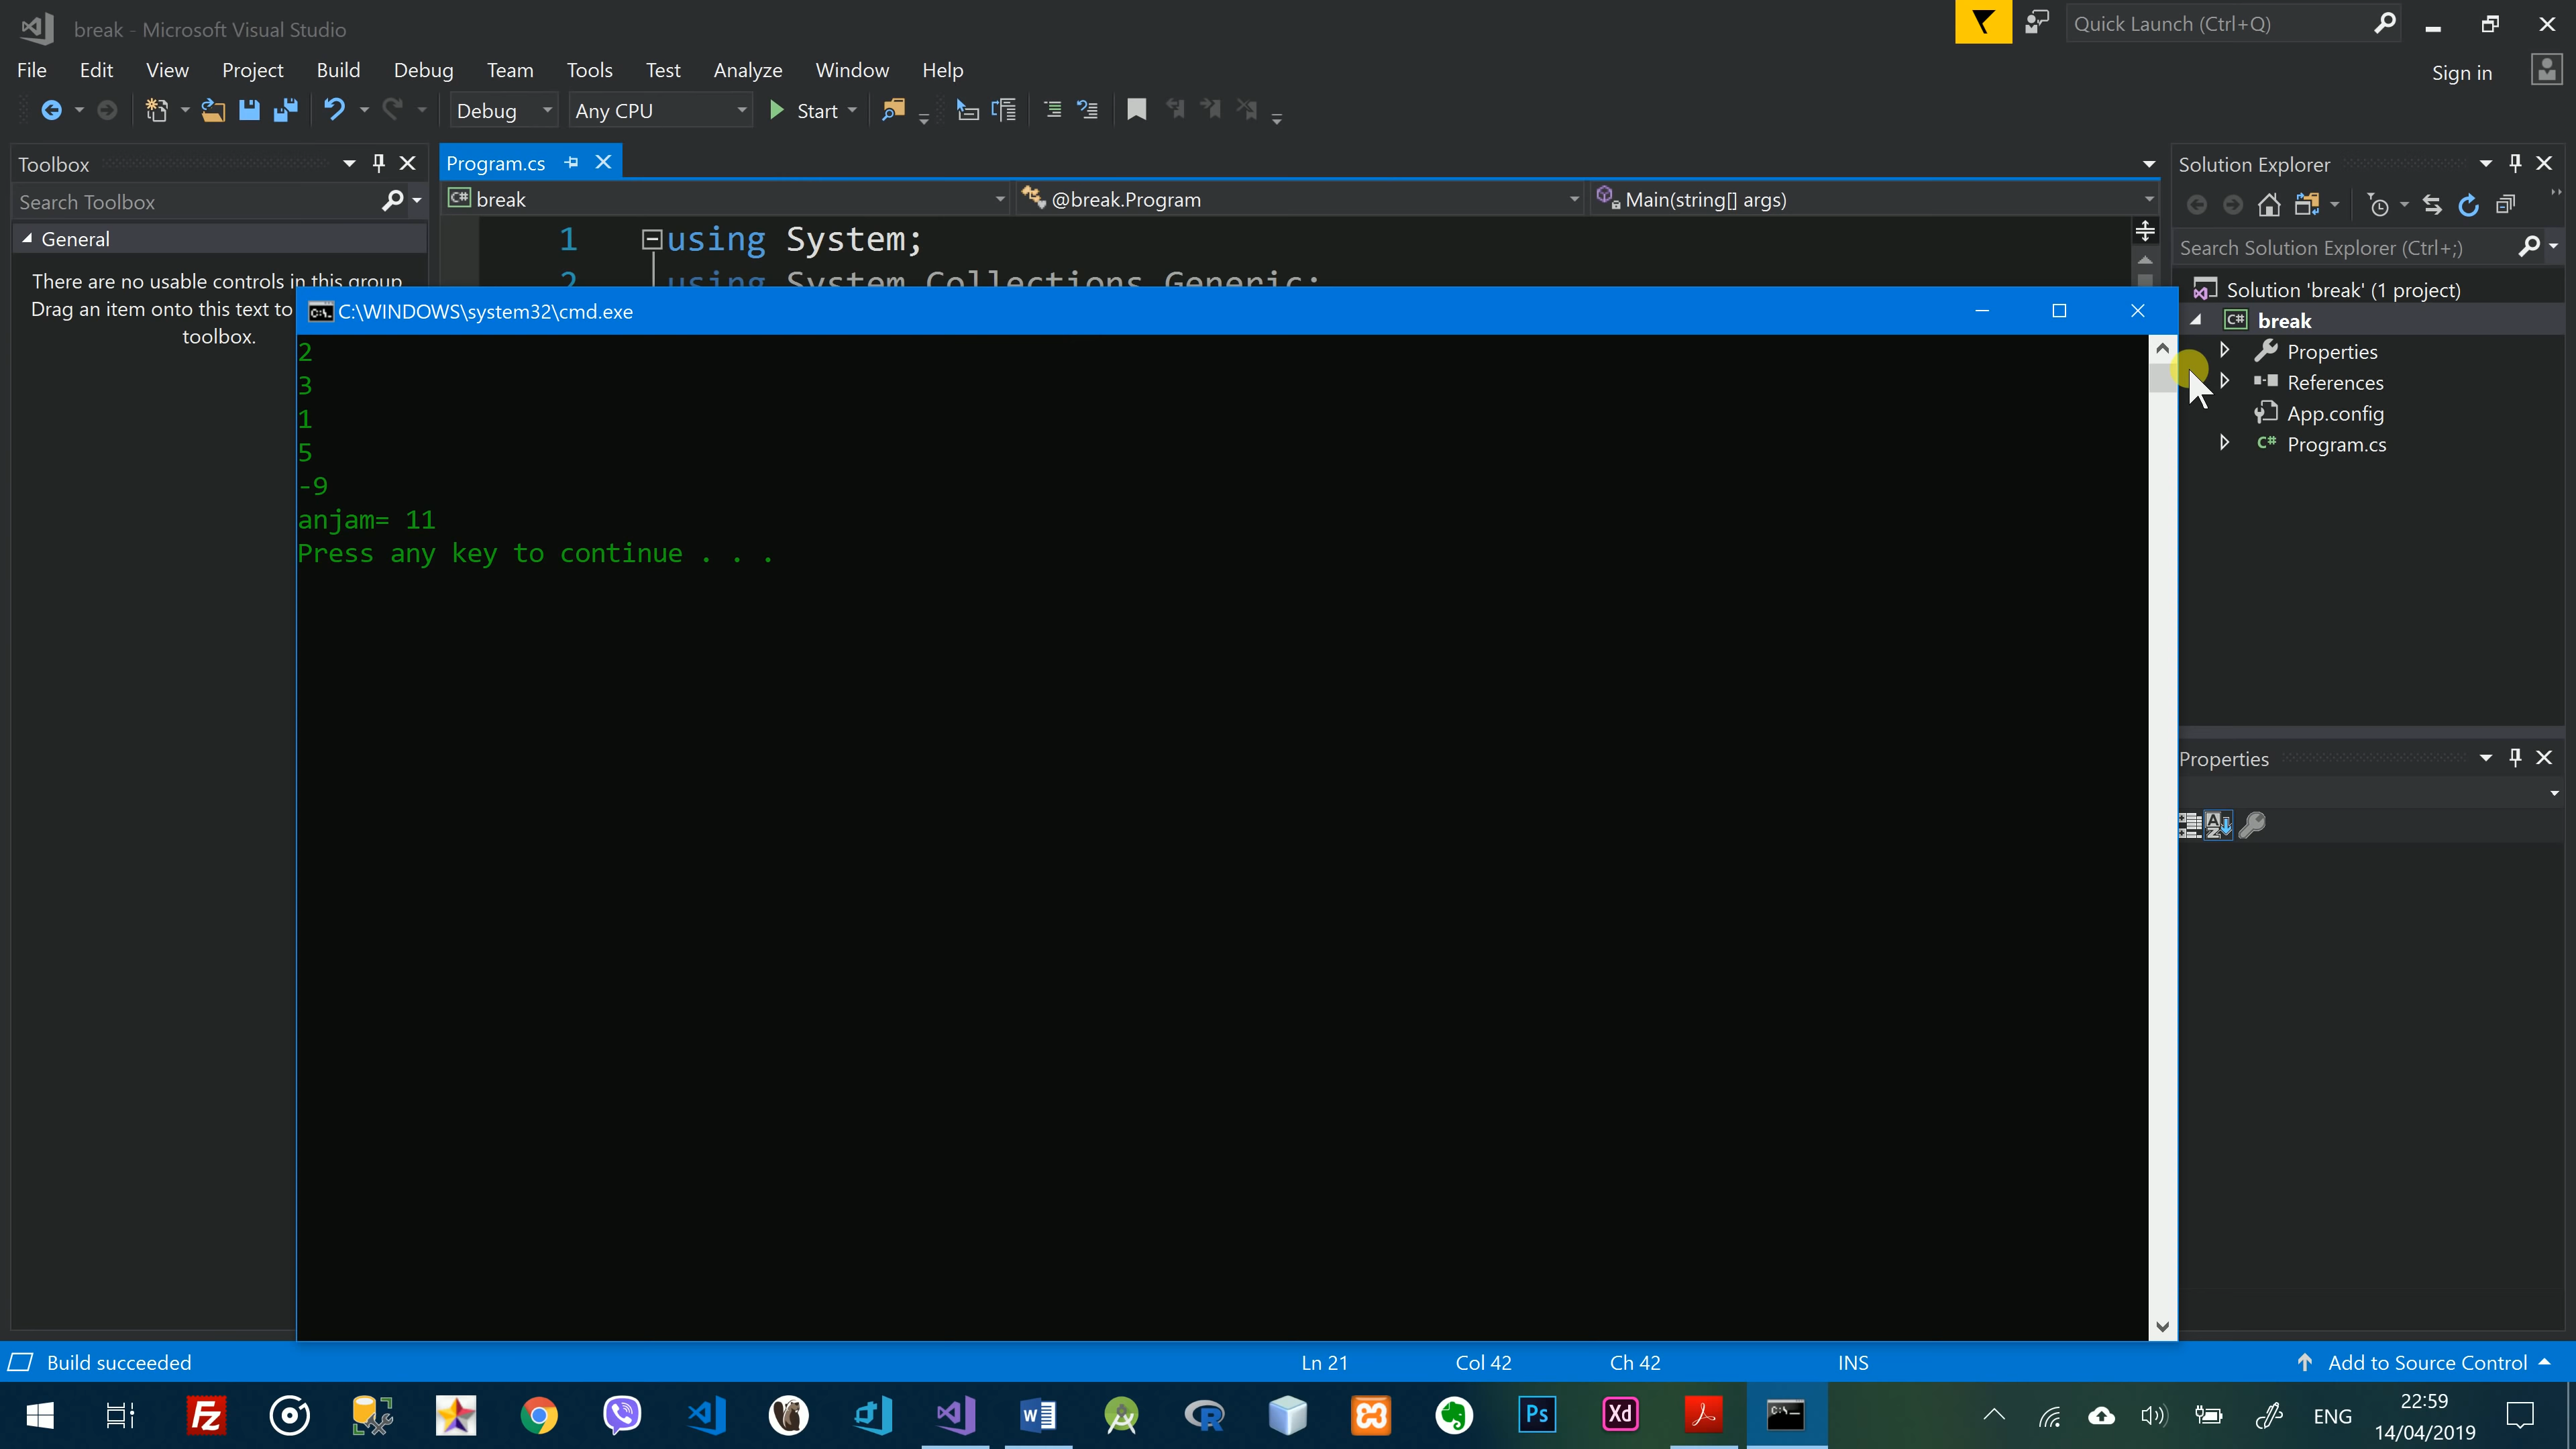 break - Microsoft Visual Studio
Quick Launch (Ctrl+Q)
File Edit View Project Build Debug Team Tools Test Analyze Window Help
Sign in
Debug Any CPU Start
Toolbox
Program.cs
Solution Explorer
Search Toolbox
break
@break.Program
Main(string[] args)
General
1 using System;
Search Solution Explorer (Ctrl+;)
There are no usable controls in this group.
2 using System.Collections.Generic;
Drag an item onto this text to
toolbox.
C:\WINDOWS\system32\cmd.exe
Solution 'break' (1 project)
C# break
Properties
References
App.config
C# Program.cs
2
3
1
5
-9
anjam= 11
Press any key to continue . . .
Properties
Build succeeded
Ln 21 Col 42 Ch 42 INS
Add to Source Control
Fz
R
Ps
Xd
ENG
22:59
14/04/2019